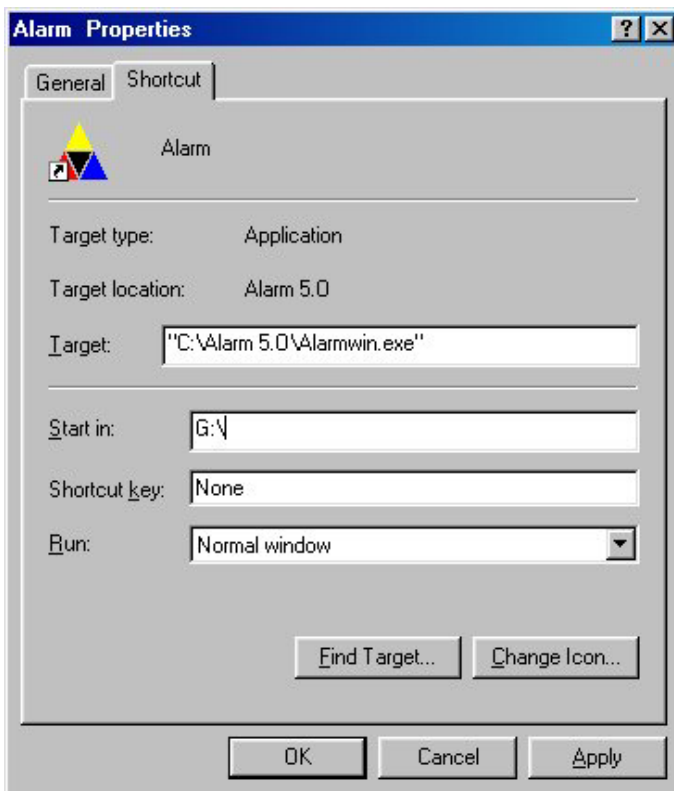 Alarm Properties
General Shortcut
Alarm
Target type: Application
Target location: Alarm 5.0
Target: "C:\Alarm 5.0\Alarmwin.exe"
Start in: G:\
Shortcut key: None
Run: Normal window
Find Target... Change Icon...
OK Cancel Apply